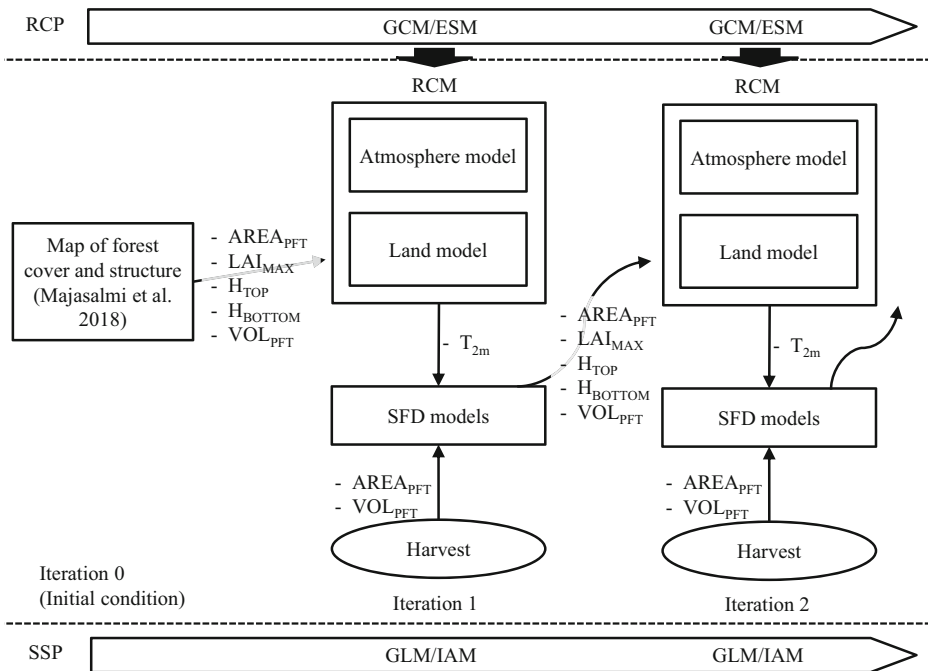 RCP
GCM/ESM
GCM/ESM
RCM
RCM
Atmosphere model
Land model
Atmosphere model
Land model
Map of forest
cover and structure
(Majasalmi et al.
2018)
- AREA_PFT
- LAI_MAX
- H_TOP
- H_BOTTOM
- VOL_PFT
- T_2m
SFD models
- AREA_PFT
- LAI_MAX
- H_TOP
- H_BOTTOM
- VOL_PFT
- T_2m
SFD models
- AREA_PFT
- VOL_PFT
Harvest
- AREA_PFT
- VOL_PFT
Harvest
Iteration 0
(Initial condition)
Iteration 1
Iteration 2
SSP
GLM/IAM
GLM/IAM